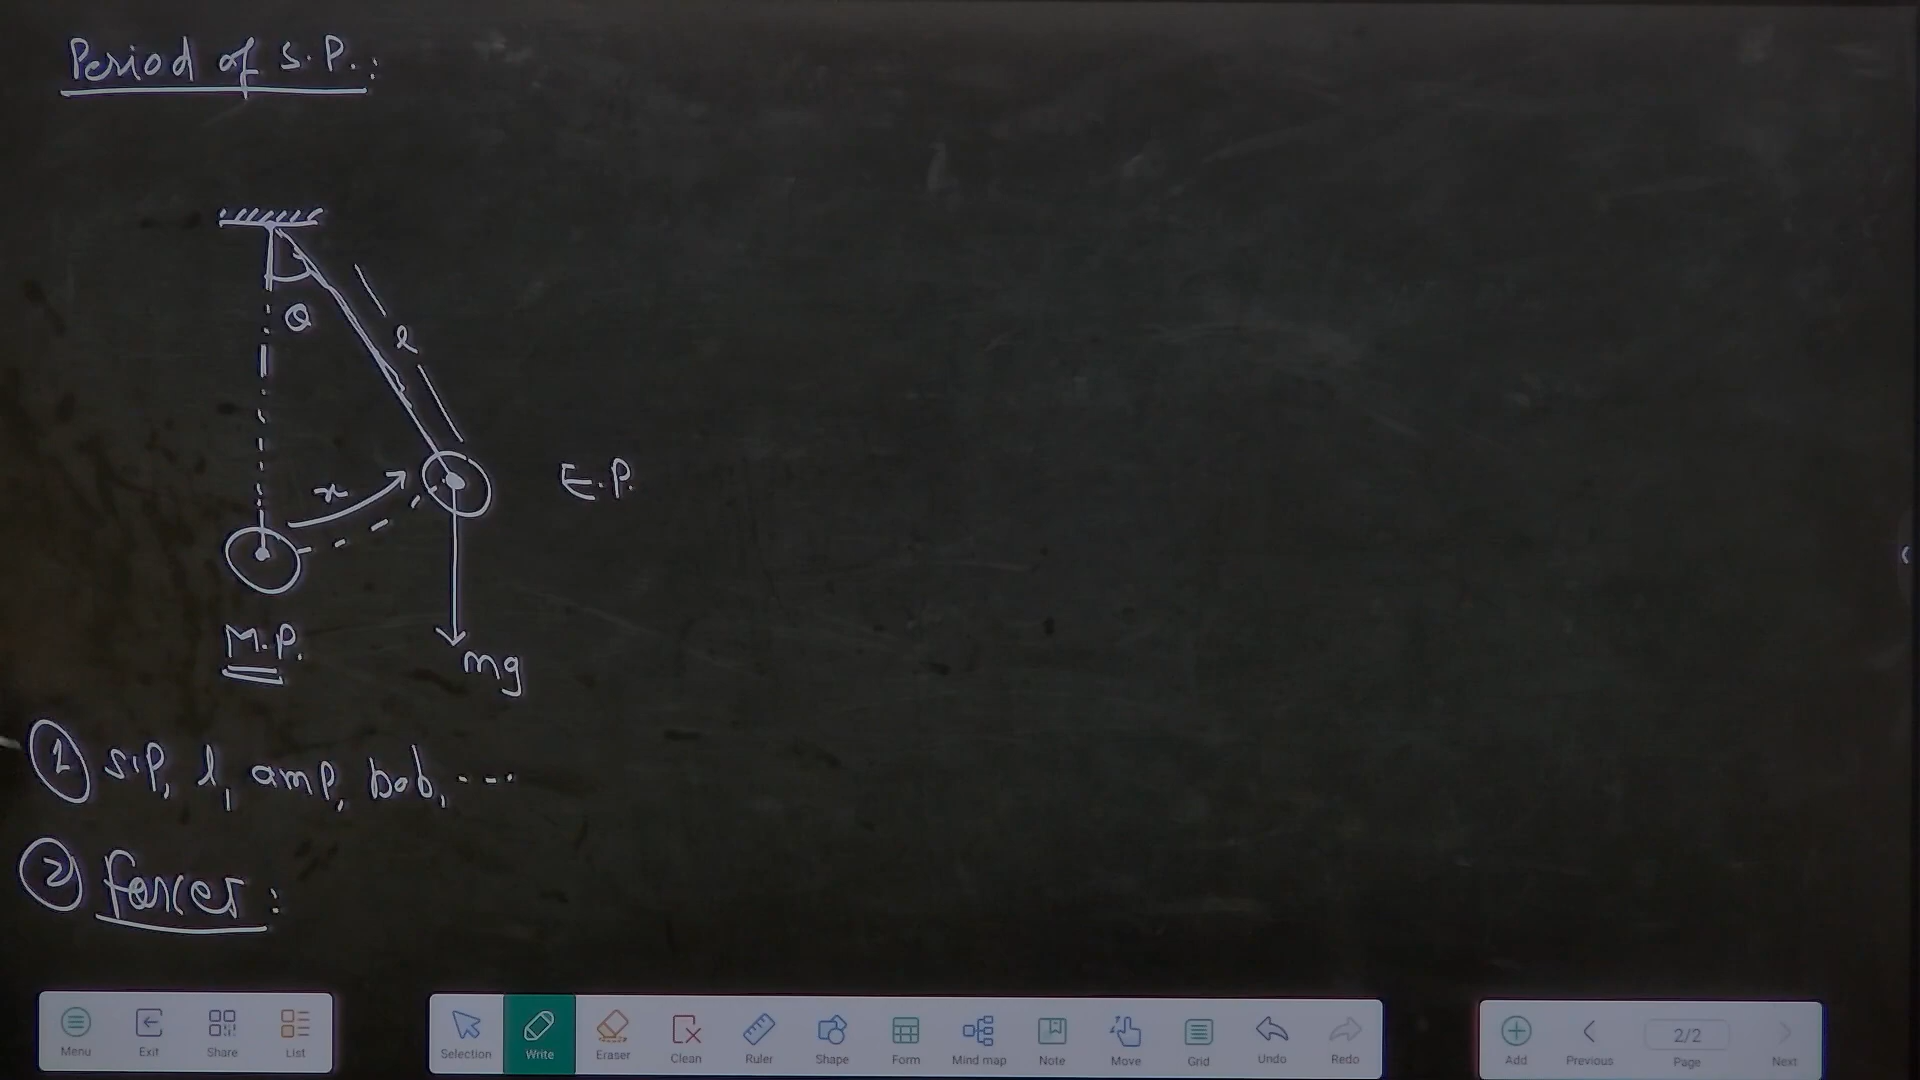 Period of S.P.:
θ
l
x
E.P.
M.P.
mg
① S.P, l, amp, bob, ---
② forces:
Menu Exit Share List Selection Write Eraser Clean Ruler Shape Form Mind map Note Move Grid Undo Redo Add Previous 2/2 Page Next